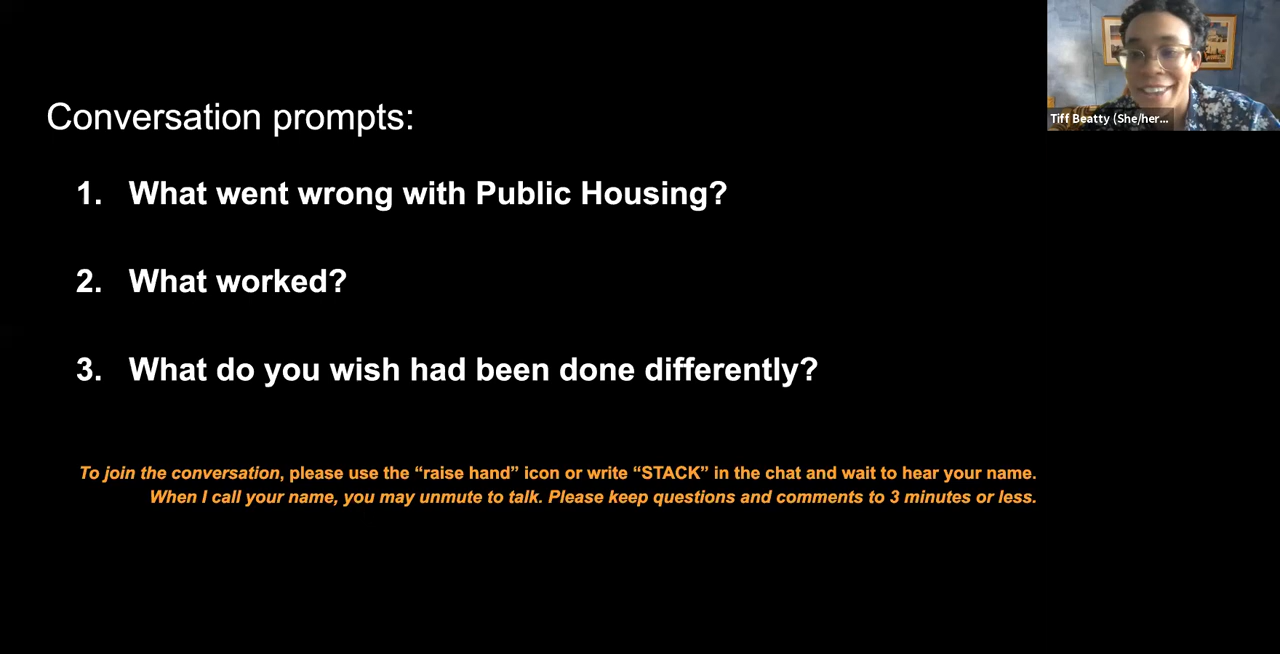 Conversation prompts:
1. What went wrong with Public Housing?
2. What worked?
3. What do you wish had been done differently?
To join the conversation, please use the “raise hand” icon or write “STACK” in the chat and wait to hear your name.
When I call your name, you may unmute to talk. Please keep questions and comments to 3 minutes or less.
Tiff Beatty (She/her...